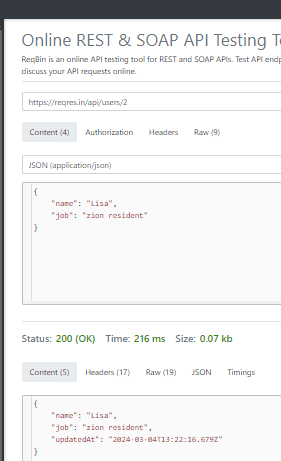 Online REST & SOAP API Testing T
ReqBin is an online API testing tool for REST and SOAP APIs. Test API endp
discuss your API requests online.
https://reqres.in/api/users/2
Content (4) Authorization Headers Raw (9)
JSON (application/json)
{
"name": "Lisa",
"job": "zion resident"
}
Status: 200 (OK) Time: 216 ms Size: 0.07 kb
Content (5) Headers (17) Raw (19) JSON Timings
{
"name": "Lisa",
"job": "zion resident",
"updatedAt": "2024-03-04T13:22:16.679Z"
}